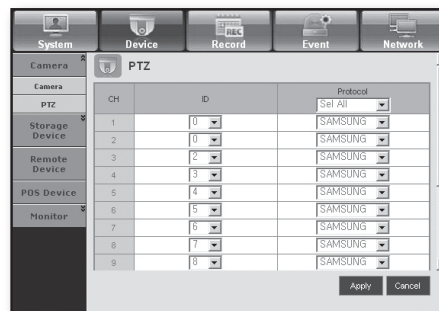 System Device Record Event Network
REC
Camera
PTZ
Camera
PTZ
Storage Device
Remote Device
POS Device
Monitor
CH ID Protocol
Sel All
1 0 SAMSUNG
2 0 SAMSUNG
3 2 SAMSUNG
4 3 SAMSUNG
5 4 SAMSUNG
6 5 SAMSUNG
7 6 SAMSUNG
8 7 SAMSUNG
9 8 SAMSUNG
Apply Cancel